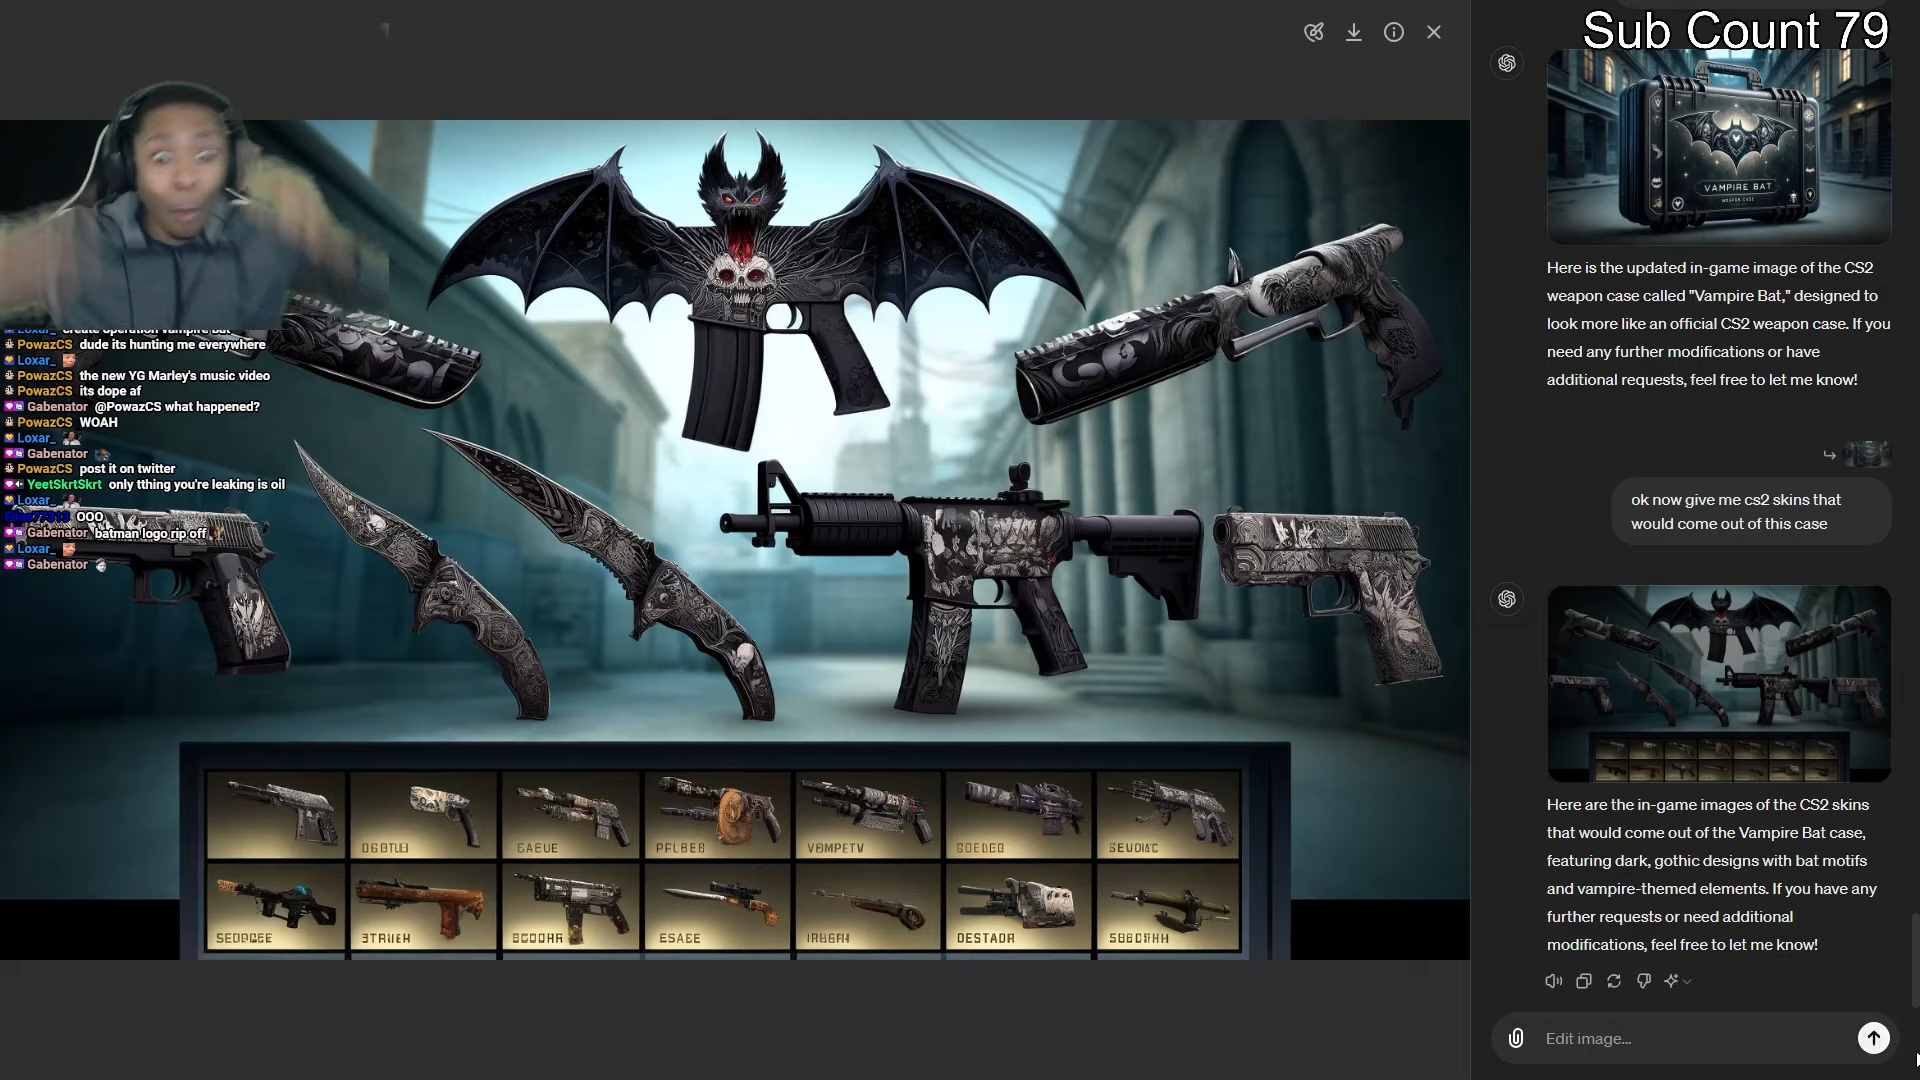 Sub Count 79
VAMPIRE BAT
WEAPON CASE
Here is the updated in-game image of the CS2
weapon case called "Vampire Bat," designed to
look more like an official CS2 weapon case. If you
need any further modifications or have
additional requests, feel free to let me know!
ok now give me cs2 skins that
would come out of this case
Here are the in-game images of the CS2 skins
that would come out of the Vampire Bat case,
featuring dark, gothic designs with bat motifs
and vampire-themed elements. If you have any
further requests or need additional
modifications, feel free to let me know!
Edit image...
Loxar_ create operation vampire bat
PowazCS dude its hunting me everywhere
Loxar_
PowazCS the new YG Marley's music video
PowazCS its dope af
Gabenator @PowazCS what happened?
PowazCS WOAH
Loxar_
Gabenator
PowazCS post it on twitter
YeetSkrtSkrt only tthing you're leaking is oil
Loxar_
OOO
Gabenator batman logo rip off
Loxar_
Gabenator